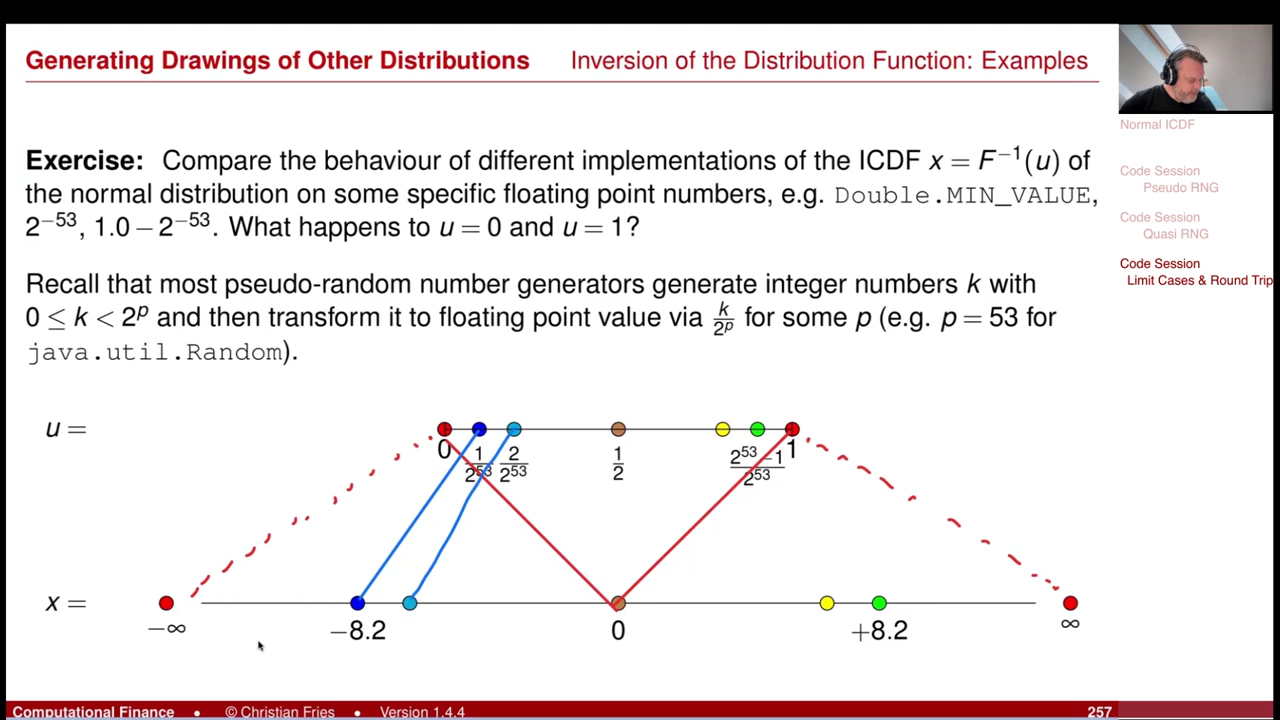 Generating Drawings of Other Distributions Inversion of the Distribution Function: Examples
Normal ICDF
Code Session
Pseudo RNG
Code Session
Quasi RNG
Code Session
Limit Cases & Round Trip
Exercise: Compare the behaviour of different implementations of the ICDF x = F⁻¹(u) of
the normal distribution on some specific floating point numbers, e.g. Double.MIN_VALUE,
2⁻⁵³, 1.0 − 2⁻⁵³. What happens to u = 0 and u = 1?
Recall that most pseudo-random number generators generate integer numbers k with
0 ≤ k < 2ᵖ and then transform it to floating point value via k/2ᵖ for some p (e.g. p = 53 for
java.util.Random).
u =
0 1/2⁵³ 2/2⁵³ 1/2 2⁵³−1/2⁵³ 1
x =
−∞ −8.2 0 +8.2 ∞
Computational Finance • © Christian Fries • Version 1.4.4 257